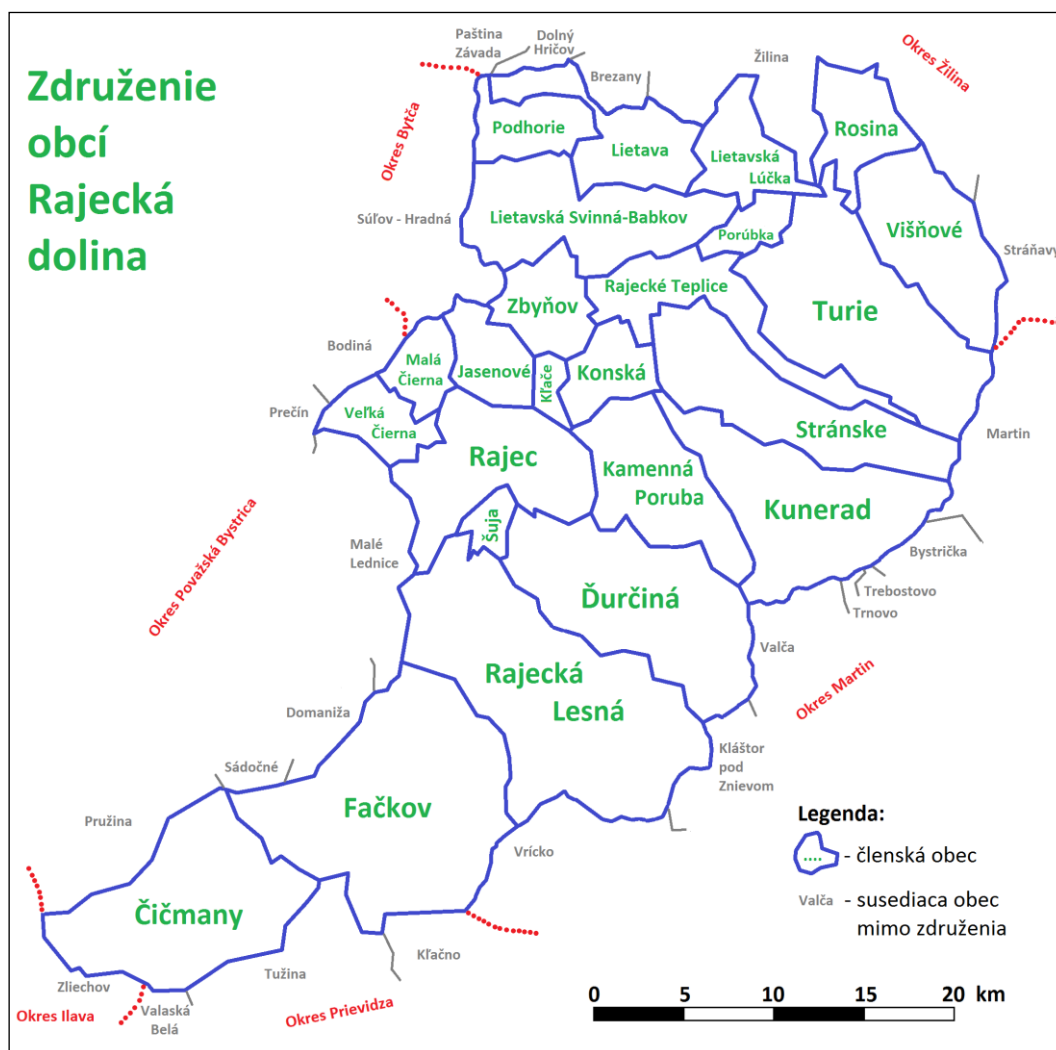 Združenie
obcí
Rajecká
dolina
Paština
Závada
Dolný
Hričov
Brezany
Žilina
Okres Žilina
Okres Bytča
Podhorie
Lietava
Lietavská
Lúčka
Rosina
Súľov - Hradná
Lietavská Svinná-Babkov
Porúbka
Višňové
Stráňavy
Zbyňov
Rajecké Teplice
Turie
Bodiná
Malá
Čierna
Jasenové
Kľače
Konská
Prečín
Veľká
Čierna
Stránske
Martin
Rajec
Kamenná
Poruba
Kunerad
Okres Považská Bystrica
Malé
Lednice
Šuja
Bystrička
Trebostovo
Trnovo
Ďurčiná
Valča
Okres Martin
Rajecká
Lesná
Domaniža
Kláštor
pod
Znievom
Sádočné
Fačkov
Pružina
Vrícko
Legenda:
- členská obec
Valča - susediaca obec
mimo združenia
Čičmany
Kľačno
Tužina
Zliechov
Valaská
Belá
Okres Ilava
Okres Prievidza
0 5 10 15 20 km